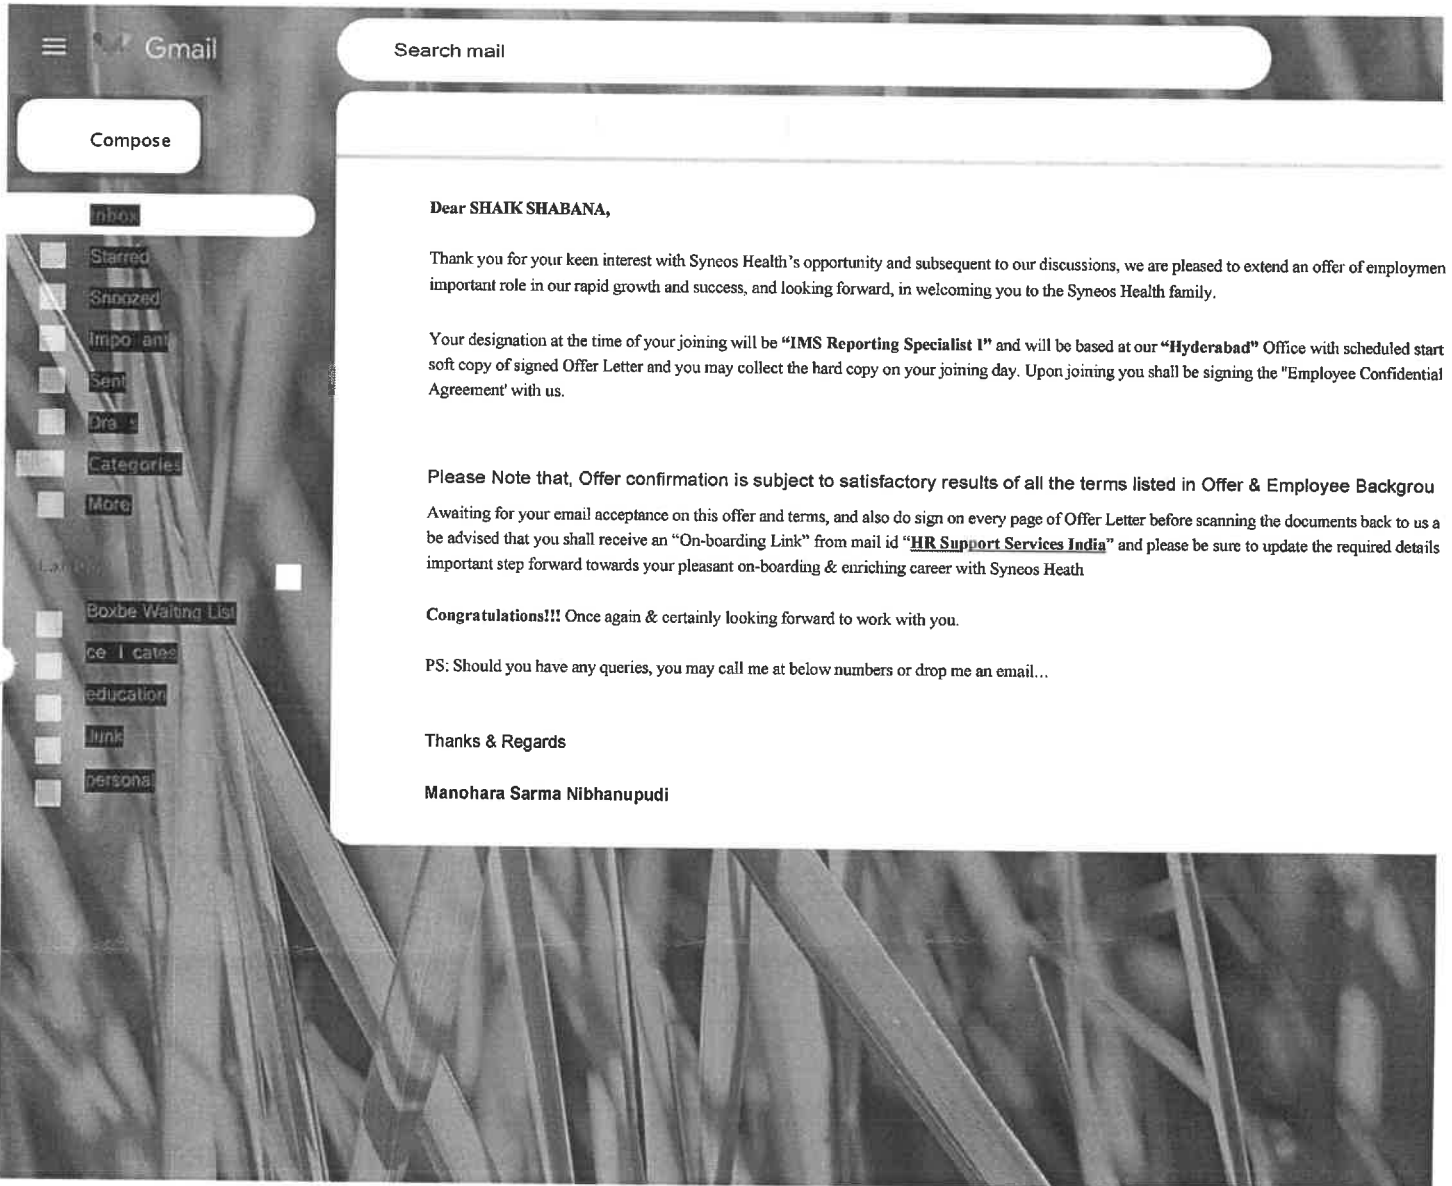 Gmail
Search mail
Compose
Inbox
Starred
Snoozed
Impo ant
Sent
Dra s
Categories
More
Boxbe Waiting List
ce i cates
education
Junk
personal
Dear SHAIK SHABANA,
Thank you for your keen interest with Syneos Health's opportunity and subsequent to our discussions, we are pleased to extend an offer of employmen
important role in our rapid growth and success, and looking forward, in welcoming you to the Syneos Health family.
Your designation at the time of your joining will be “IMS Reporting Specialist I” and will be based at our “Hyderabad” Office with scheduled start
soft copy of signed Offer Letter and you may collect the hard copy on your joining day. Upon joining you shall be signing the "Employee Confidential
Agreement' with us.
Please Note that, Offer confirmation is subject to satisfactory results of all the terms listed in Offer & Employee Backgrou
Awaiting for your email acceptance on this offer and terms, and also do sign on every page of Offer Letter before scanning the documents back to us a
be advised that you shall receive an “On-boarding Link” from mail id “HR Support Services India” and please be sure to update the required details
important step forward towards your pleasant on-boarding & enriching career with Syneos Heath
Congratulations!!! Once again & certainly looking forward to work with you.
PS: Should you have any queries, you may call me at below numbers or drop me an email…
Thanks & Regards
Manohara Sarma Nibhanupudi